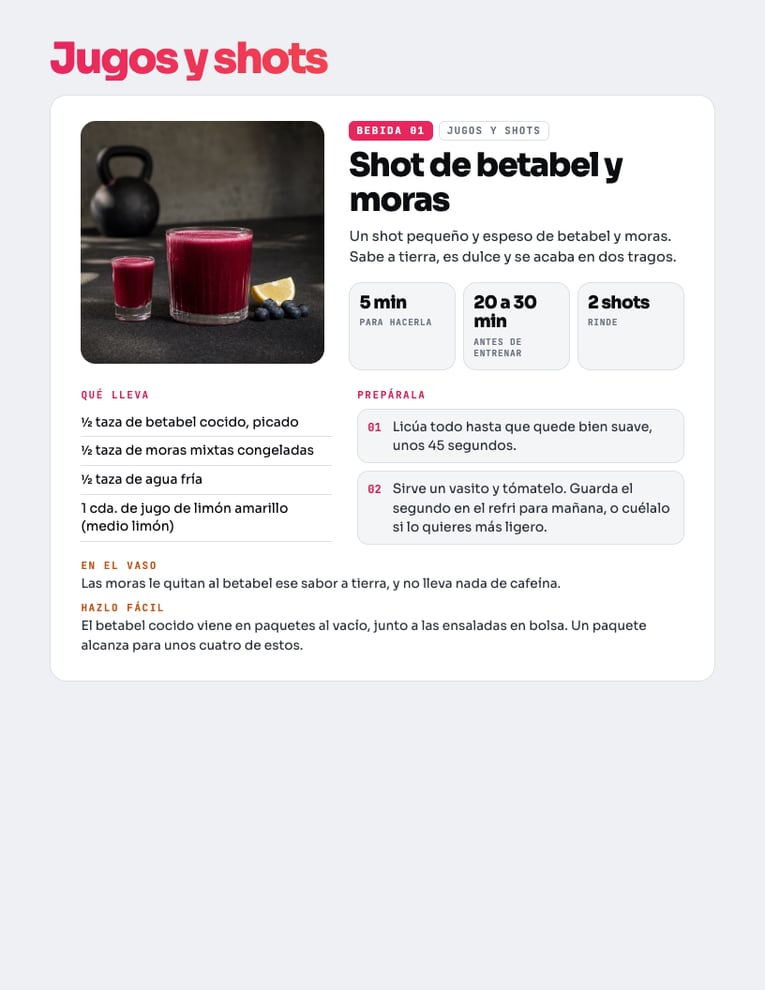 Jugos y shots
BEBIDA 01
JUGOS Y SHOTS
Shot de betabel y
moras
Un shot pequeño y espeso de betabel y moras.
Sabe a tierra, es dulce y se acaba en dos tragos.
5 min
PARA HACERLA
20 a 30
min
ANTES DE
ENTRENAR
2 shots
RINDE
QUÉ LLEVA
½ taza de betabel cocido, picado
½ taza de moras mixtas congeladas
½ taza de agua fría
1 cda. de jugo de limón amarillo
(medio limón)
PREPÁRALA
01 Licúa todo hasta que quede bien suave,
unos 45 segundos.
02 Sirve un vasito y tómatelo. Guarda el
segundo en el refri para mañana, o cuélalo
si lo quieres más ligero.
EN EL VASO
Las moras le quitan al betabel ese sabor a tierra, y no lleva nada de cafeína.
HAZLO FÁCIL
El betabel cocido viene en paquetes al vacío, junto a las ensaladas en bolsa. Un paquete
alcanza para unos cuatro de estos.